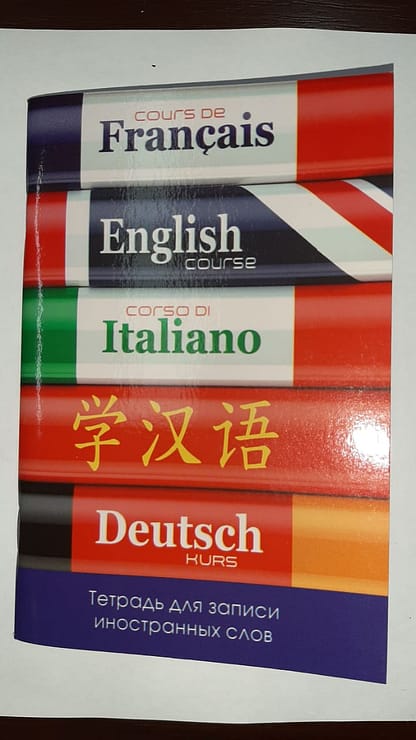 cours de
Français
English
course
corso di
Italiano
学汉语
Deutsch
kurs
Тетрадь для записи
иностранных слов